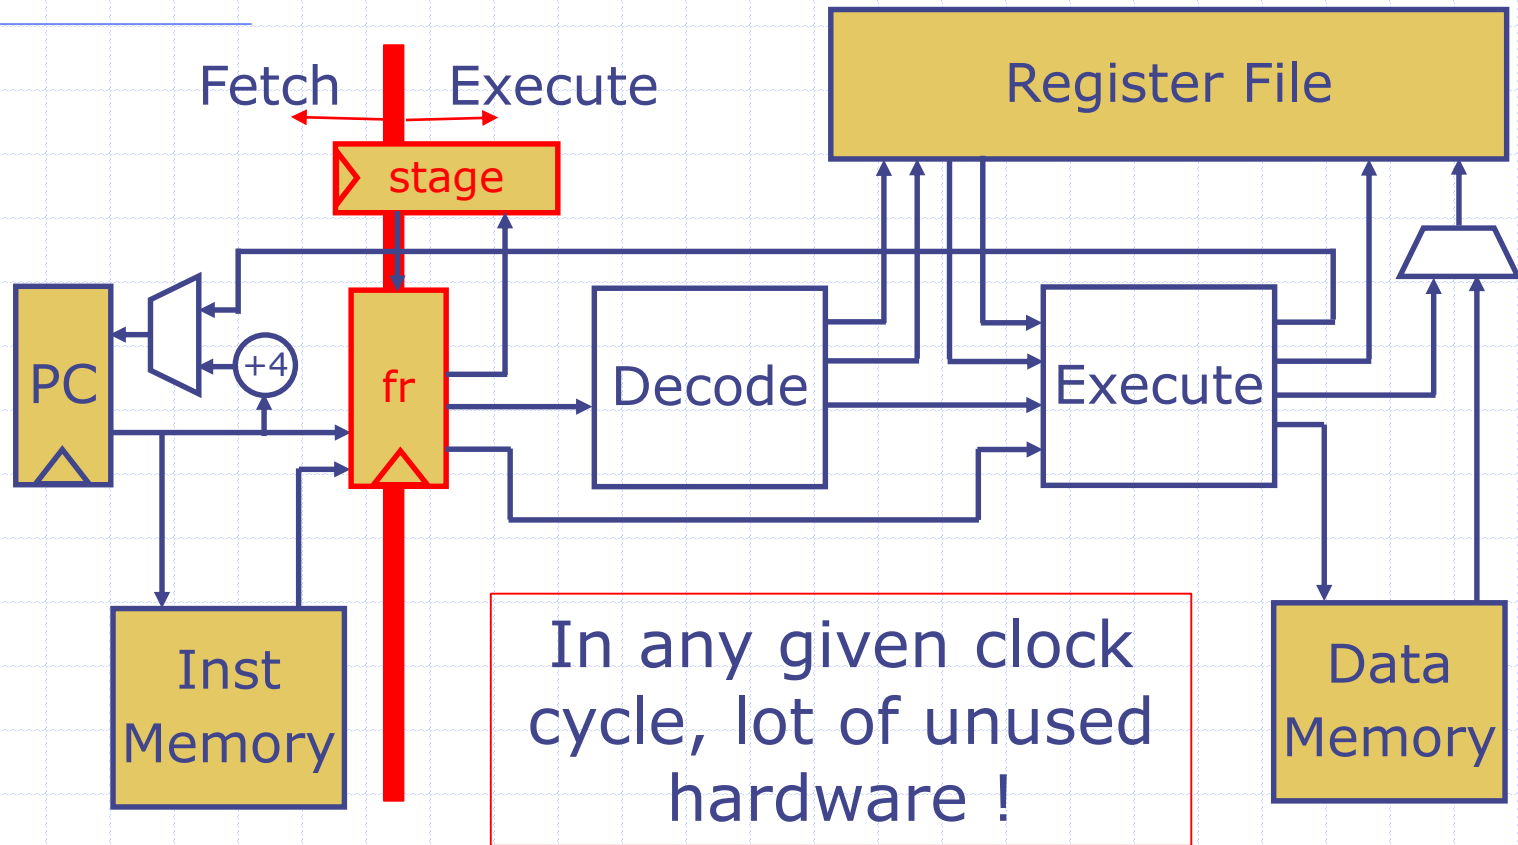 Fetch
Execute
Register File
stage
PC
+4
fr
Decode
Execute
Inst
Memory
In any given clock
cycle, lot of unused
hardware !
Data
Memory